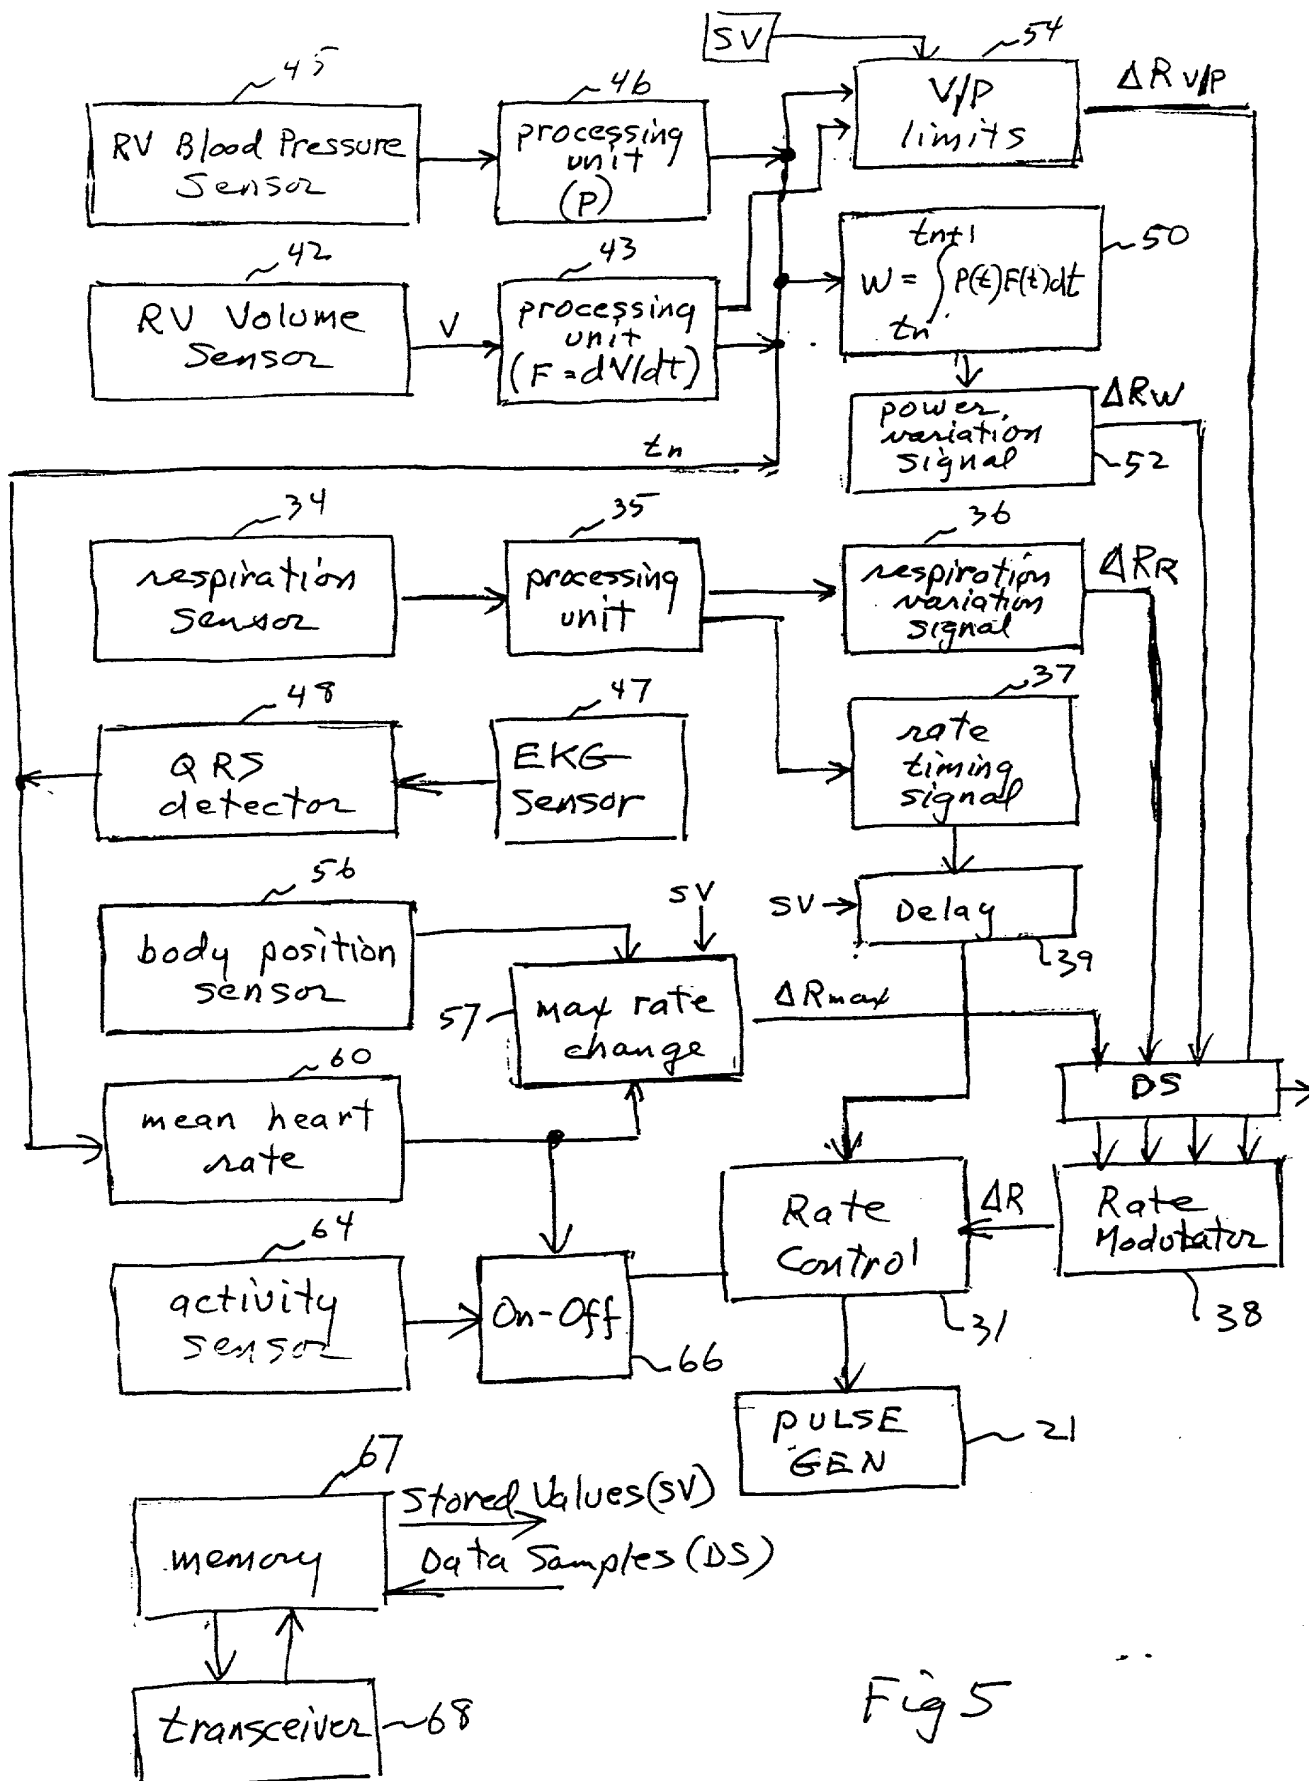 SV
54
45
46
ΔR V/P
V/P
limits
RV Blood Pressure
Sensor
processing
unit
(P)
42
43
50
tn+1
W = ∫ P(t)F(t)dt
tn
RV Volume
Sensor
V
processing
unit
(F = dV/dt)
power
variation
signal
ΔRW
52
tn
34
35
36
respiration
sensor
processing
unit
respiration
variation
signal
ΔRR
48
47
37
QRS
detector
EKG
sensor
rate
timing
signal
56
SV
SV
Delay
39
body position
sensor
57
max rate
change
ΔRmax
60
DS
mean heart
rate
64
Rate
Control
ΔR
Rate
Modulator
activity
sensor
On-Off
66
31
38
PULSE
GEN
21
67
Stored Values(SV)
memory
Data Samples(DS)
transceiver
68
Fig 5